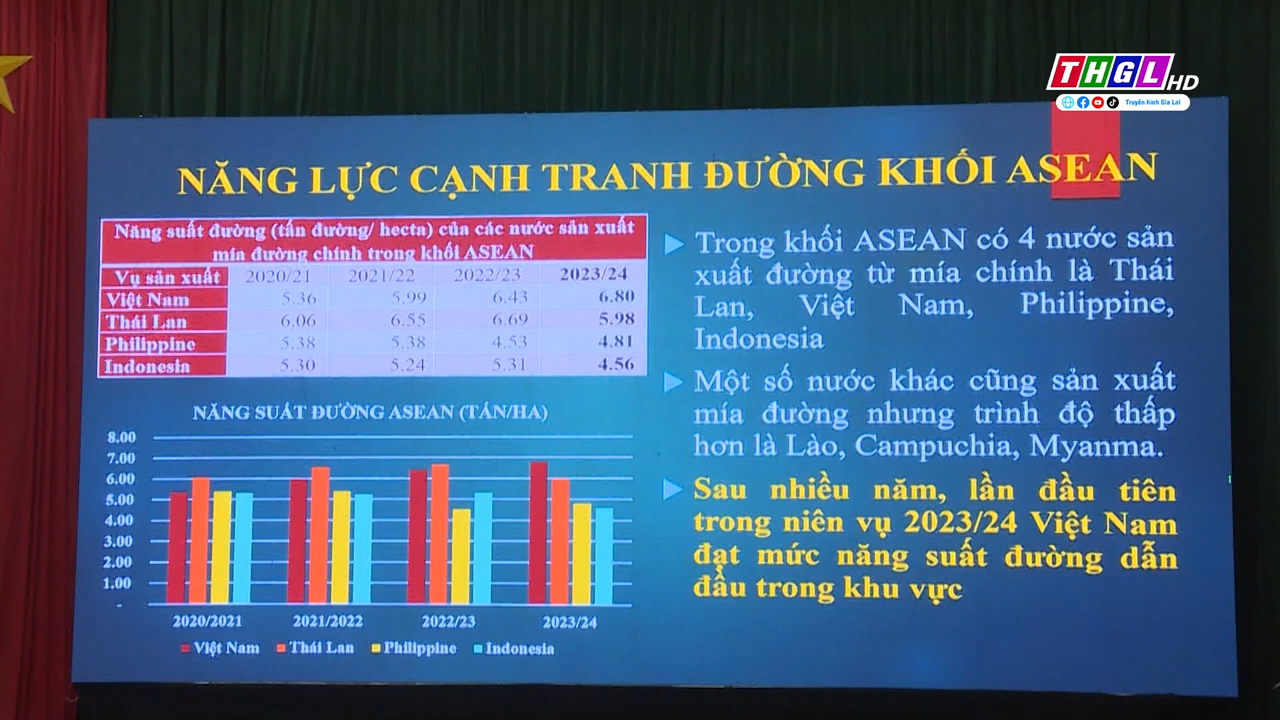 THGL HD
Truyền hình Gia Lai
NĂNG LỰC CẠNH TRANH ĐƯỜNG KHỐI ASEAN
Năng suất đường (tấn đường/ hecta) của các nước sản xuất
mía đường chính trong khối ASEAN
Vụ sản xuất 2020/21 2021/22 2022/23 2023/24
Việt Nam 5.36 5.99 6.43 6.80
Thái Lan 6.06 6.55 6.69 5.98
Philippine 5.38 5.38 4.53 4.81
Indonesia 5.30 5.24 5.31 4.56
NĂNG SUẤT ĐƯỜNG ASEAN (TẤN/HA)
8.00
7.00
6.00
5.00
4.00
3.00
2.00
1.00
-
2020/2021 2021/2022 2022/23 2023/24
Việt Nam Thái Lan Philippine Indonesia
Trong khối ASEAN có 4 nước sản
xuất đường từ mía chính là Thái
Lan, Việt Nam, Philippine,
Indonesia
Một số nước khác cũng sản xuất
mía đường nhưng trình độ thấp
hơn là Lào, Campuchia, Myanma.
Sau nhiều năm, lần đầu tiên
trong niên vụ 2023/24 Việt Nam
đạt mức năng suất đường dẫn
đầu trong khu vực